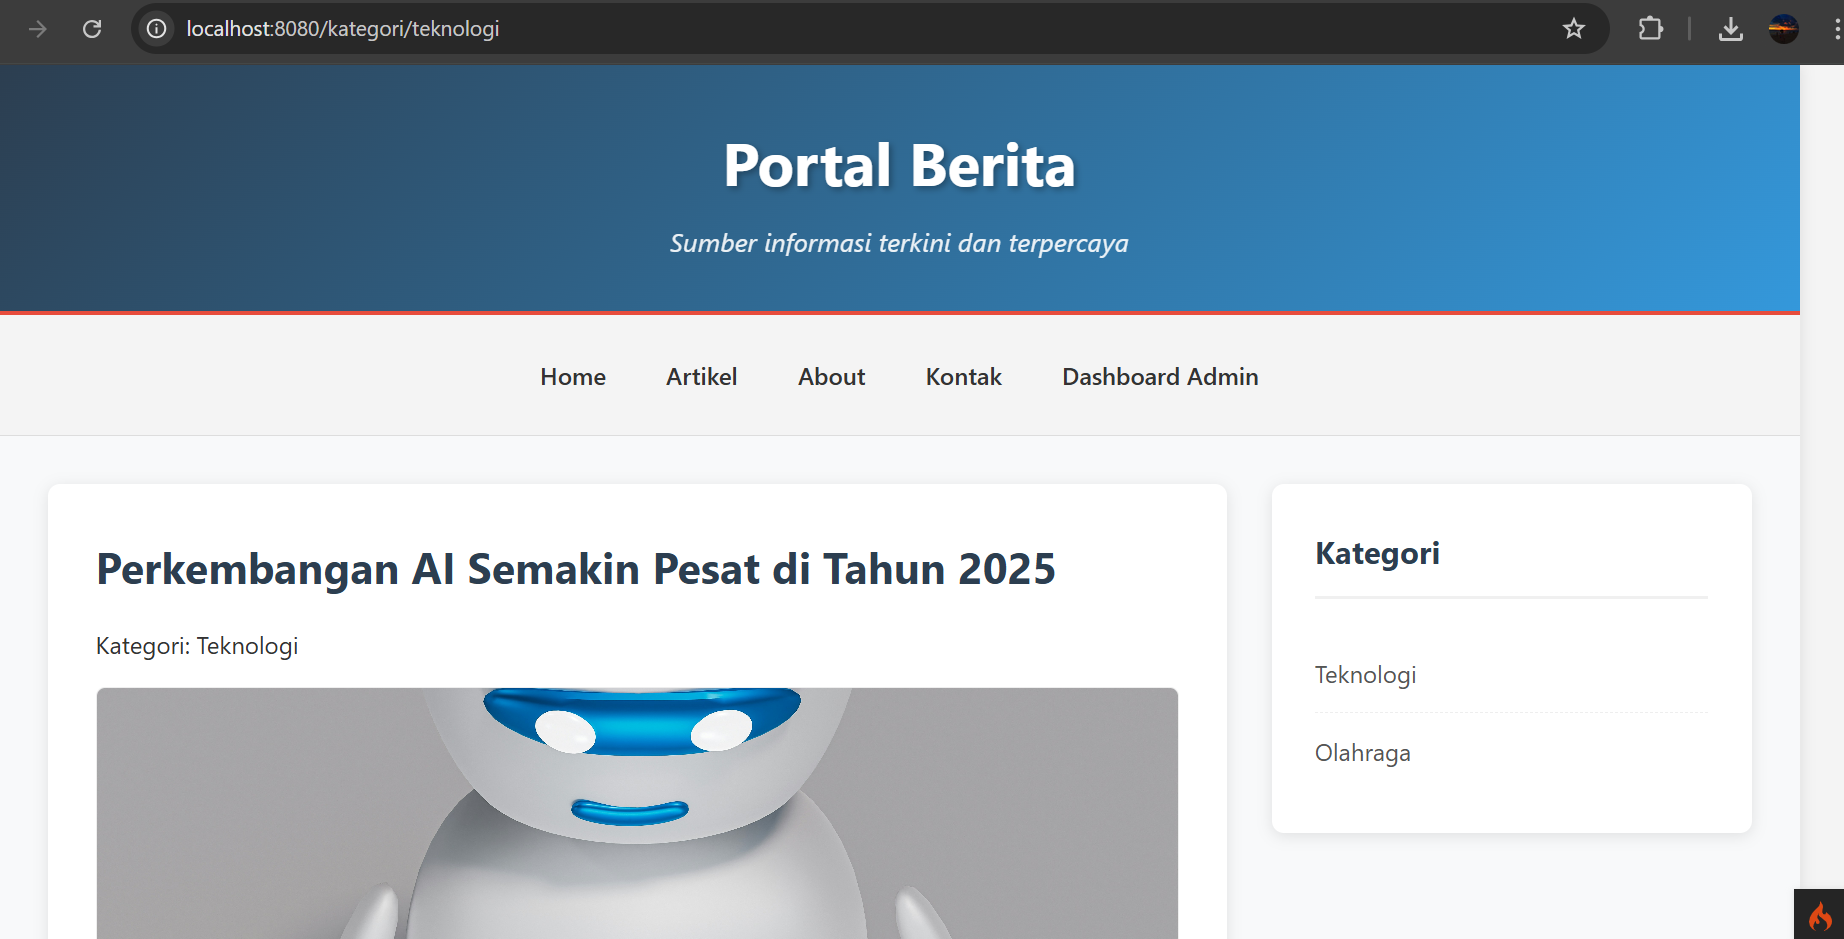 localhost:8080/kategori/teknologi
Portal Berita
Sumber informasi terkini dan terpercaya
Home Artikel About Kontak Dashboard Admin
Perkembangan AI Semakin Pesat di Tahun 2025
Kategori: Teknologi
Kategori
Teknologi
Olahraga